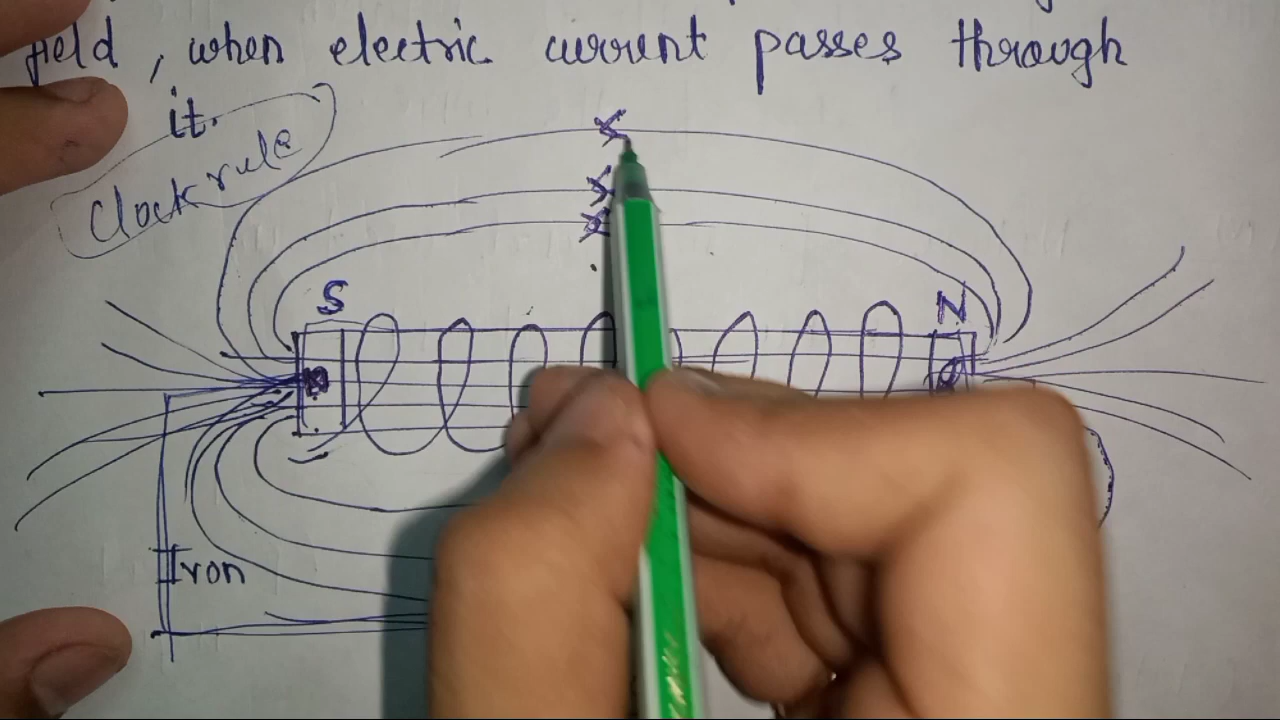 field, when electric current passes through
it.
Clock rule
S
N
Iron